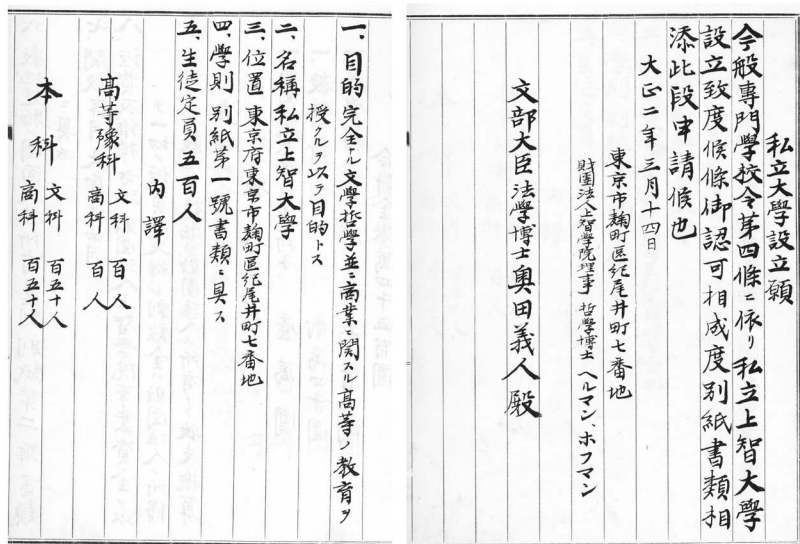 私立大學設立願
今般專門學校令第四條ニ依リ私立上智大學
設立致度候條御認可相成度別紙書類相
添此段申請候也
大正二年三月十四日
東京市麹町區紀尾井町七番地
財團法人上智學院理事 哲學博士 ヘルマン、ホフマン
文部大臣法學博士奧田義人殿
一、目的 完全ナル文學哲學並ニ商業ニ関スル高等ノ教育ヲ
授クルヲ以テ目的トス
二、名稱 私立上智大學
三、位置 東京府東京市麹町區紀尾井町七番地
四、學則 別紙第一號書類ニ具ス
五、生徒定員五百人
內譯
高等豫科 文科 百人
商科 百人
本科 文科 百五十人
商科 百五十人